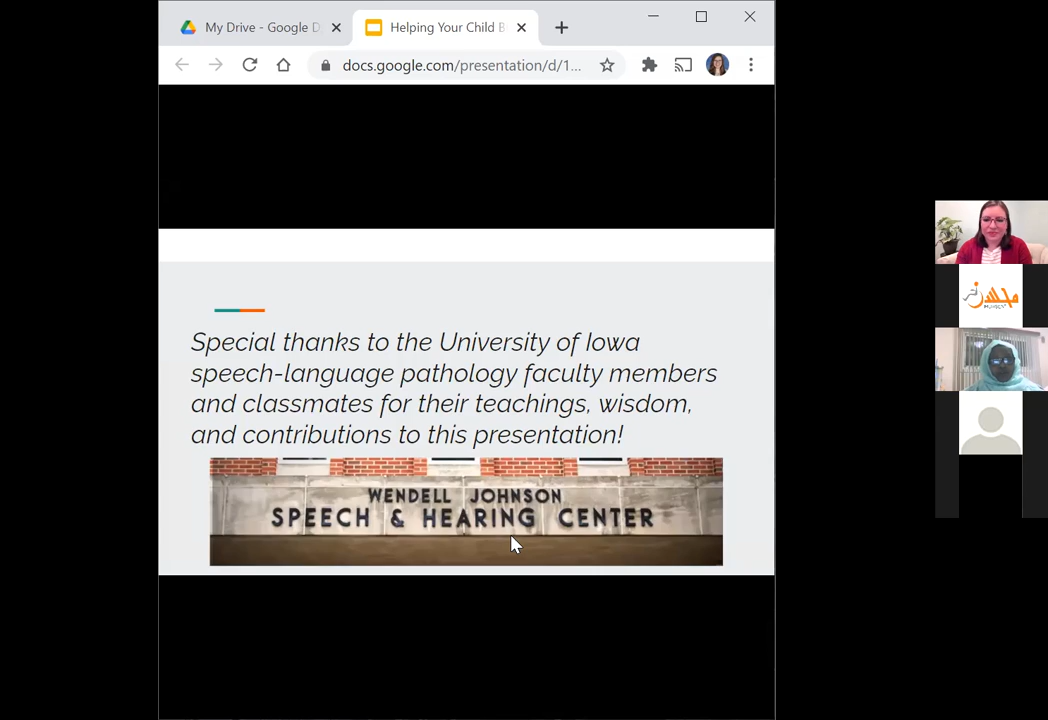 My Drive - Google D
Helping Your Child B
docs.google.com/presentation/d/1...
Special thanks to the University of Iowa
speech-language pathology faculty members
and classmates for their teachings, wisdom,
and contributions to this presentation!
WENDELL JOHNSON
SPEECH & HEARING CENTER